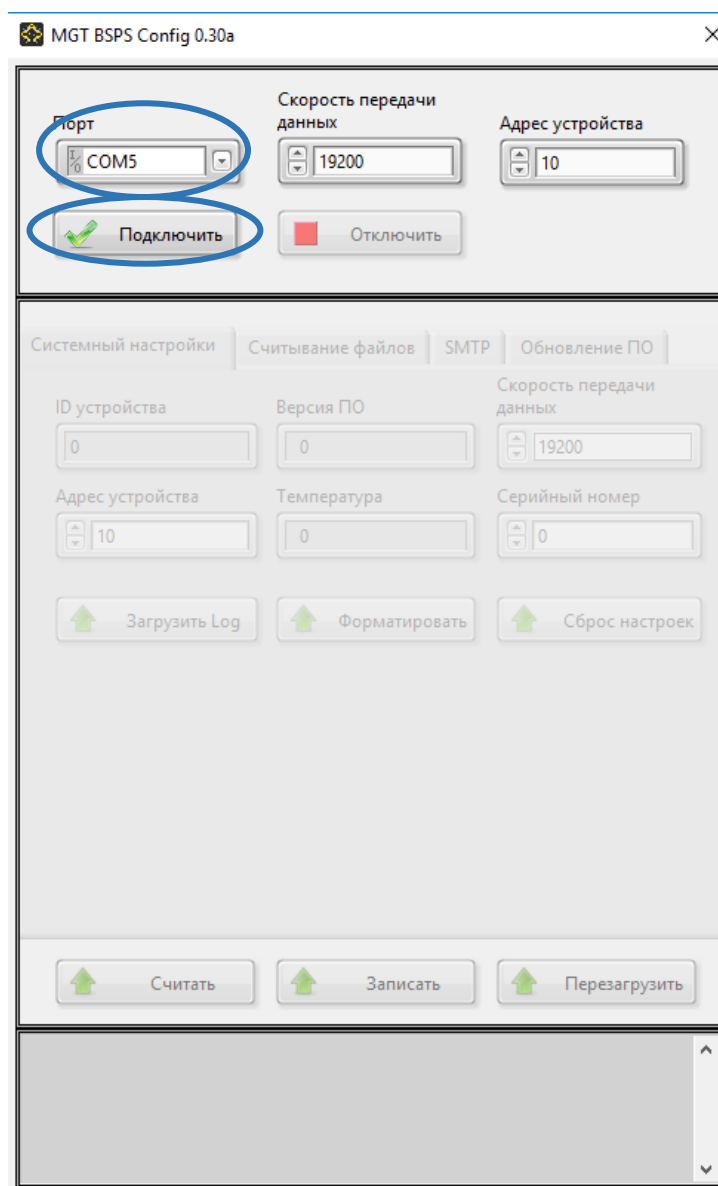 MGT BSPS Config 0.30a
Порт
Скорость передачи
данных
Адрес устройства
I/O COM5
19200
10
Подключить
Отключить
Системный настройки
Считывание файлов
SMTP
Обновление ПО
ID устройства
Версия ПО
Скорость передачи
данных
0
0
19200
Адрес устройства
Температура
Серийный номер
10
0
0
Загрузить Log
Форматировать
Сброс настроек
Считать
Записать
Перезагрузить